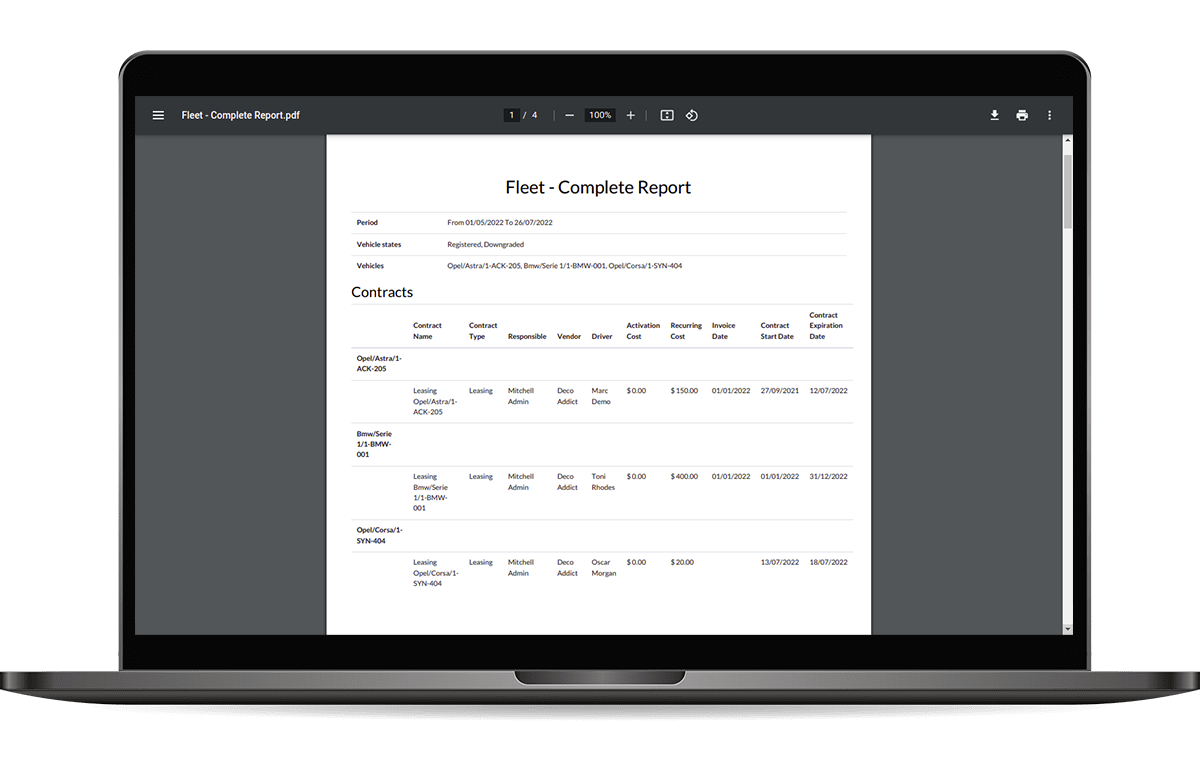 Fleet - Complete Report.pdf
1 / 4
100%
Fleet - Complete Report
Period From 01/05/2022 To 26/07/2022
Vehicle states Registered, Downgraded
Vehicles Opel/Astra/1-ACK-205, Bmw/Serie 1/1-BMW-001, Opel/Corsa/1-SYN-404
Contracts
Contract
Contract Contract Activation Recurring Invoice Contract Expiration
Name Type Responsible Vendor Driver Cost Cost Date Start Date Date
Opel/Astra/1-
ACK-205
Leasing Leasing Mitchell Deco Marc $ 0.00 $ 150.00 01/01/2022 27/09/2021 12/07/2022
Opel/Astra/1- Admin Addict Demo
ACK-205
Bmw/Serie
1/1-BMW-
001
Leasing Leasing Mitchell Deco Toni $ 0.00 $ 400.00 01/01/2022 01/01/2022 31/12/2022
Bmw/Serie Admin Addict Rhodes
1/1-BMW-
001
Opel/Corsa/1-
SYN-404
Leasing Leasing Mitchell Deco Oscar $ 0.00 $ 20.00 13/07/2022 18/07/2022
Opel/Corsa/1- Admin Addict Morgan
SYN-404